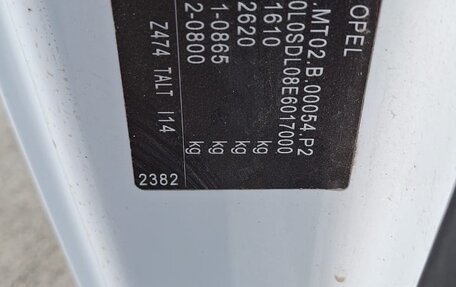 OPEL
.MT02.B.00054.P2
0L0SDL08E6017000
1610 kg
2620 kg
1-0865 kg
2-0800 kg
Z474 TALT I14
2382